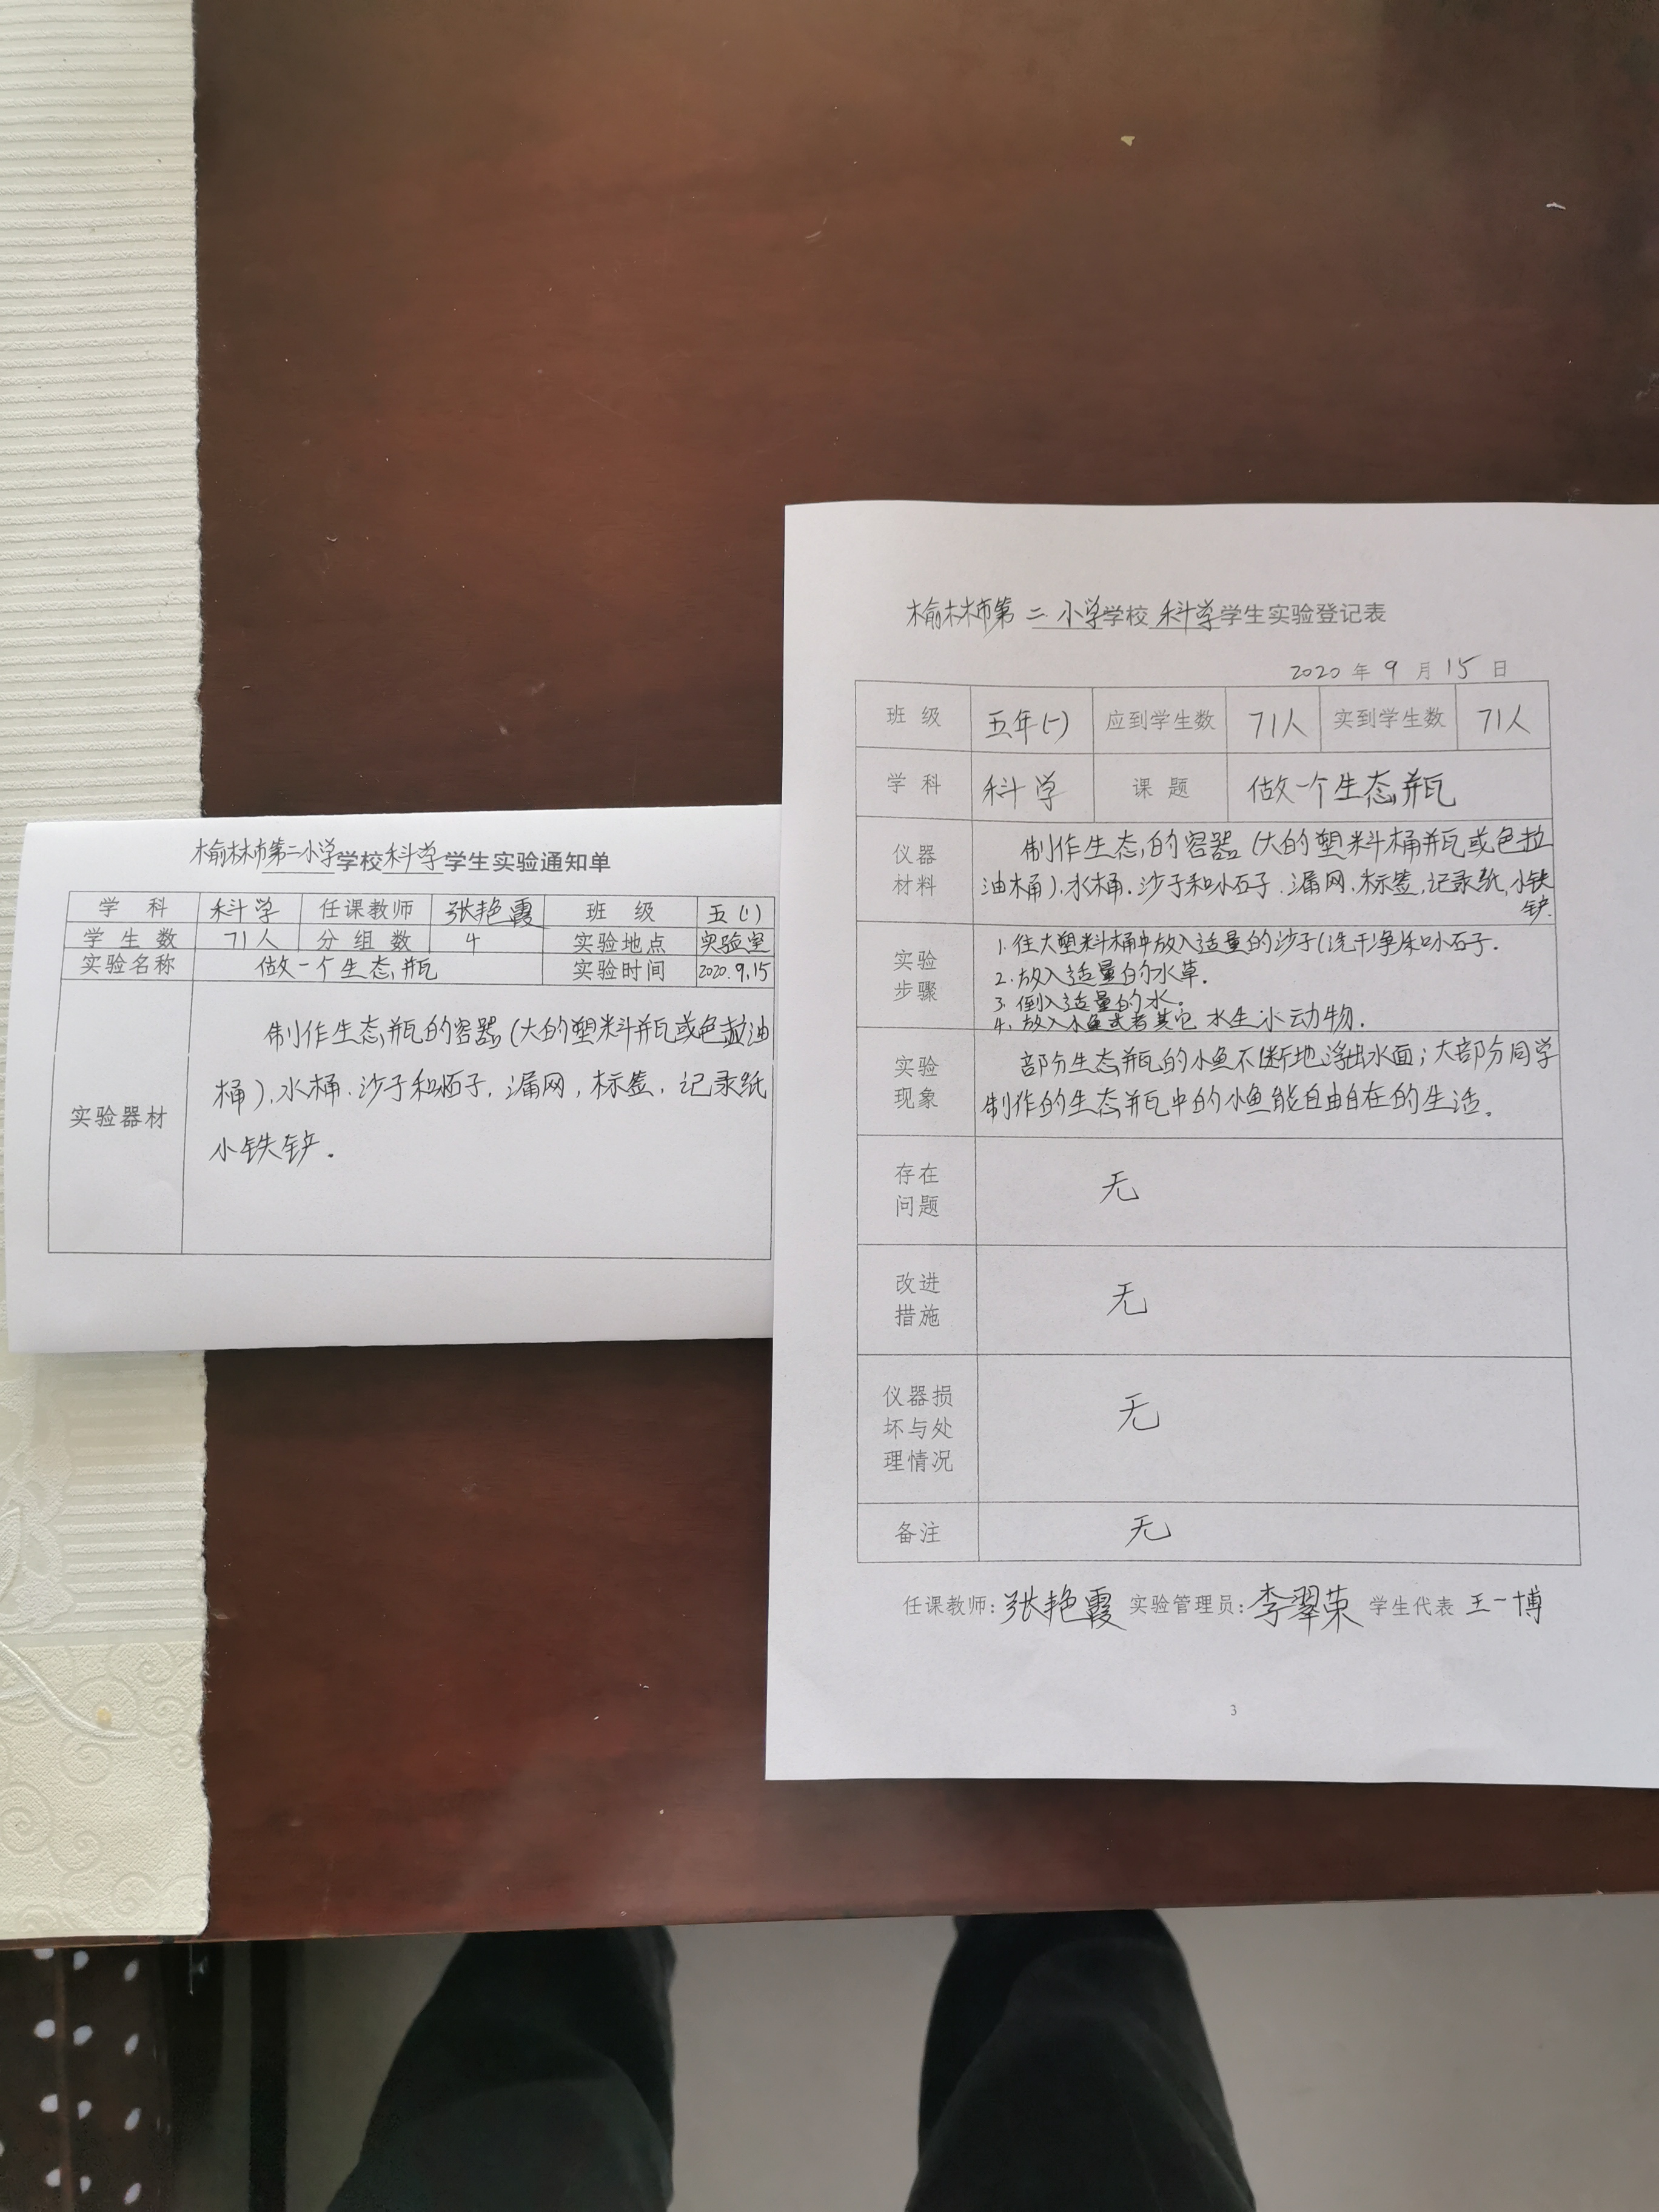 榆林市第二小学学校科学学生实验通知单
学科 科学 任课教师 张艳霞 班级 五(1)
学生数 71人 分组数 4 实验地点 实验室
实验名称 做一个生态瓶 实验时间 2020.9.15
实验器材
制作生态瓶的容器(大的塑料瓶或色拉油
桶)、水桶、沙子和石子,漏网,标签,记录纸
小铁铲.
榆林市第二小学学校科学学生实验登记表
2020年9月15日
班级 五年(一) 应到学生数 71人 实到学生数 71人
学科 科学 课题 做一个生态瓶
仪器
材料
制作生态的容器(大的塑料桶瓶或色拉
油桶)、水桶、沙子和小石子、漏网、标签,记录纸,小铁
铲.
实验
步骤
1.往大塑料桶中放入适量的沙子(洗干净)和小石子.
2.放入适量的水草.
3.倒入适量的水。
4.放入小鱼或者其它水生小动物.
实验
现象
部分生态瓶的小鱼不断地浮出水面;大部分同学
制作的生态瓶中的小鱼能自由自在的生活。
存在
问题
无
改进
措施
无
仪器损
坏与处
理情况
无
备注 无
任课教师:张艳霞 实验管理员:李翠荣 学生代表 王一博
3